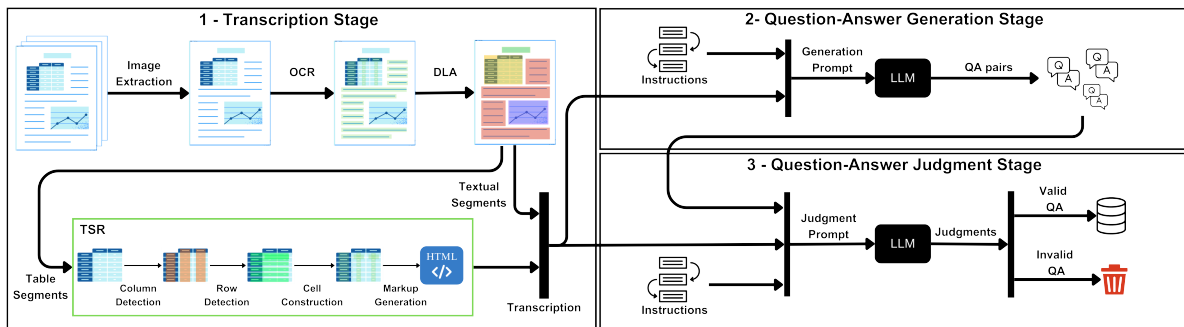 1 - Transcription Stage
Image
Extraction
OCR
DLA
Textual
Segments
TSR
HTML
</>
Table
Segments
Column
Detection
Row
Detection
Cell
Construction
Markup
Generation
Transcription
2- Question-Answer Generation Stage
Instructions
Generation
Prompt
LLM
QA pairs
Q
A
Q
A
Q
A
3 - Question-Answer Judgment Stage
Judgment
Prompt
LLM
Judgments
Valid
QA
Invalid
QA
Instructions